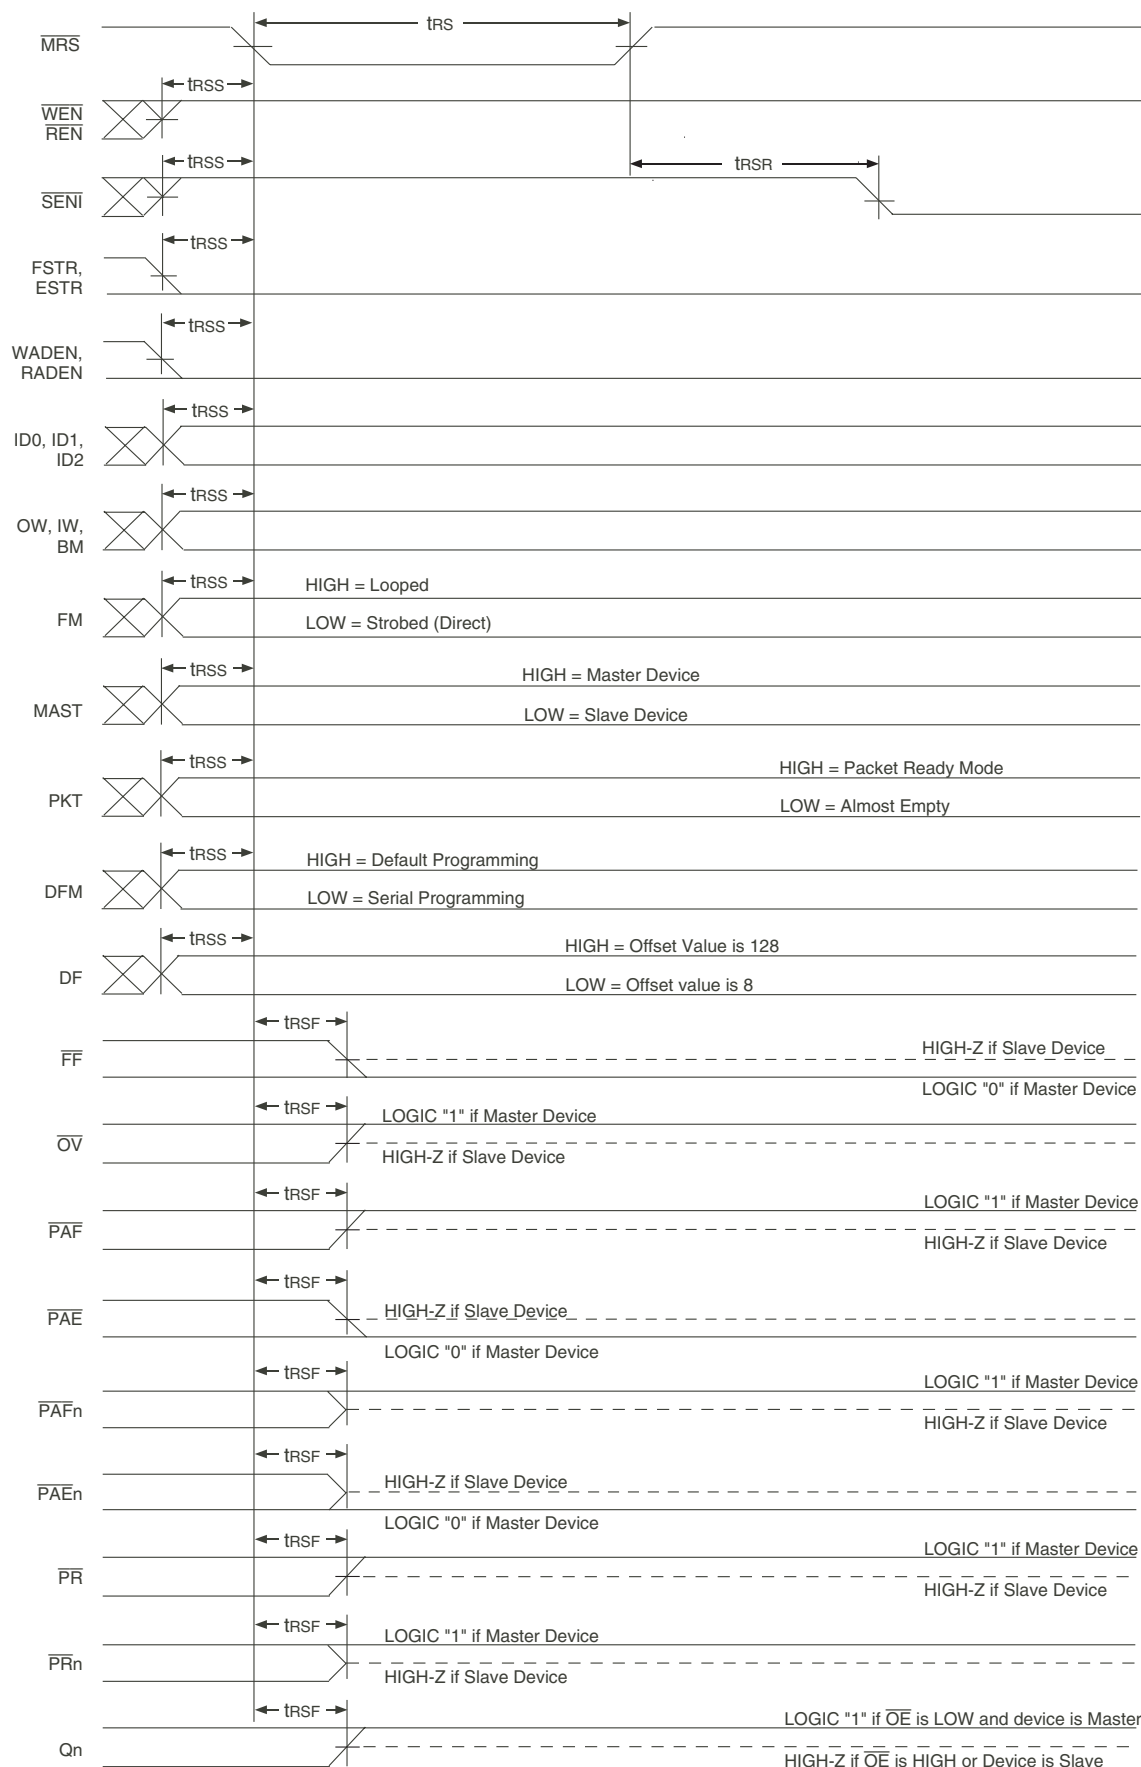 tRS
MRS
tRSS
WEN
REN
tRSS
tRSR
SENI
tRSS
FSTR,
ESTR
tRSS
WADEN,
RADEN
tRSS
ID0, ID1,
ID2
tRSS
OW, IW,
BM
tRSS
HIGH = Looped
FM
LOW = Strobed (Direct)
tRSS
HIGH = Master Device
MAST
LOW = Slave Device
tRSS
HIGH = Packet Ready Mode
PKT
LOW = Almost Empty
tRSS
HIGH = Default Programming
DFM
LOW = Serial Programming
tRSS
HIGH = Offset Value is 128
DF
LOW = Offset value is 8
tRSF
FF
HIGH-Z if Slave Device
LOGIC "0" if Master Device
tRSF
LOGIC "1" if Master Device
OV
HIGH-Z if Slave Device
tRSF
LOGIC "1" if Master Device
PAF
HIGH-Z if Slave Device
tRSF
HIGH-Z if Slave Device
PAE
LOGIC "0" if Master Device
tRSF
LOGIC "1" if Master Device
PAFn
HIGH-Z if Slave Device
tRSF
HIGH-Z if Slave Device
PAEn
LOGIC "0" if Master Device
tRSF
LOGIC "1" if Master Device
PR
HIGH-Z if Slave Device
tRSF
LOGIC "1" if Master Device
PRn
HIGH-Z if Slave Device
tRSF
LOGIC "1" if OE is LOW and device is Master
Qn
HIGH-Z if OE is HIGH or Device is Slave